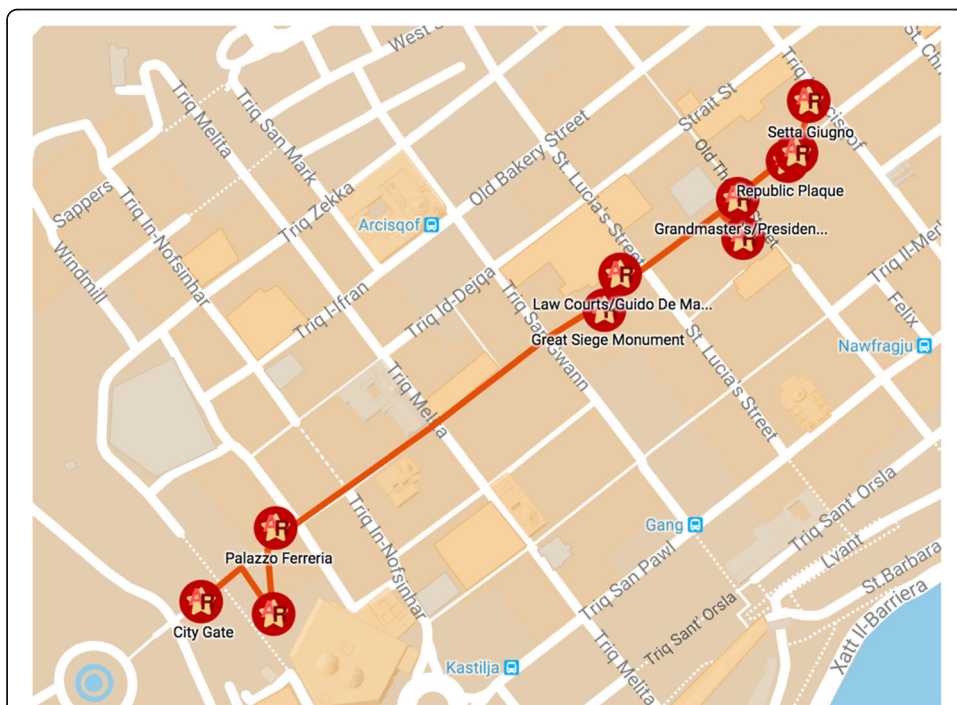 West S
St. Ch
Triq Melita
Triq San Mark
Strait St
Setta Giugno
Old Bakery Street
Old Th
Street
Republic Plaque
St. Lucia's Street
Sappers
Triq Zekka
Arcisqof
Grandmaster's/Presiden...
Triq In-Nofsinhar
Windmill
Triq Il-Mer
Triq Id-Dejqa
Triq l-Ifran
Law Courts/Guido De Ma...
Felix
Great Siege Monument
Triq San Ġwann
Nawfragju
St. Lucia's Street
Triq Melita
Triq Sant' Orsla
Gang
Triq In-Nofsinhar
Palazzo Ferreria
Lvant
St.Barbara
Triq San Pawl
Xatt Il-Barriera
City Gate
Triq Sant' Orsla
Triq Melita
Kastilja